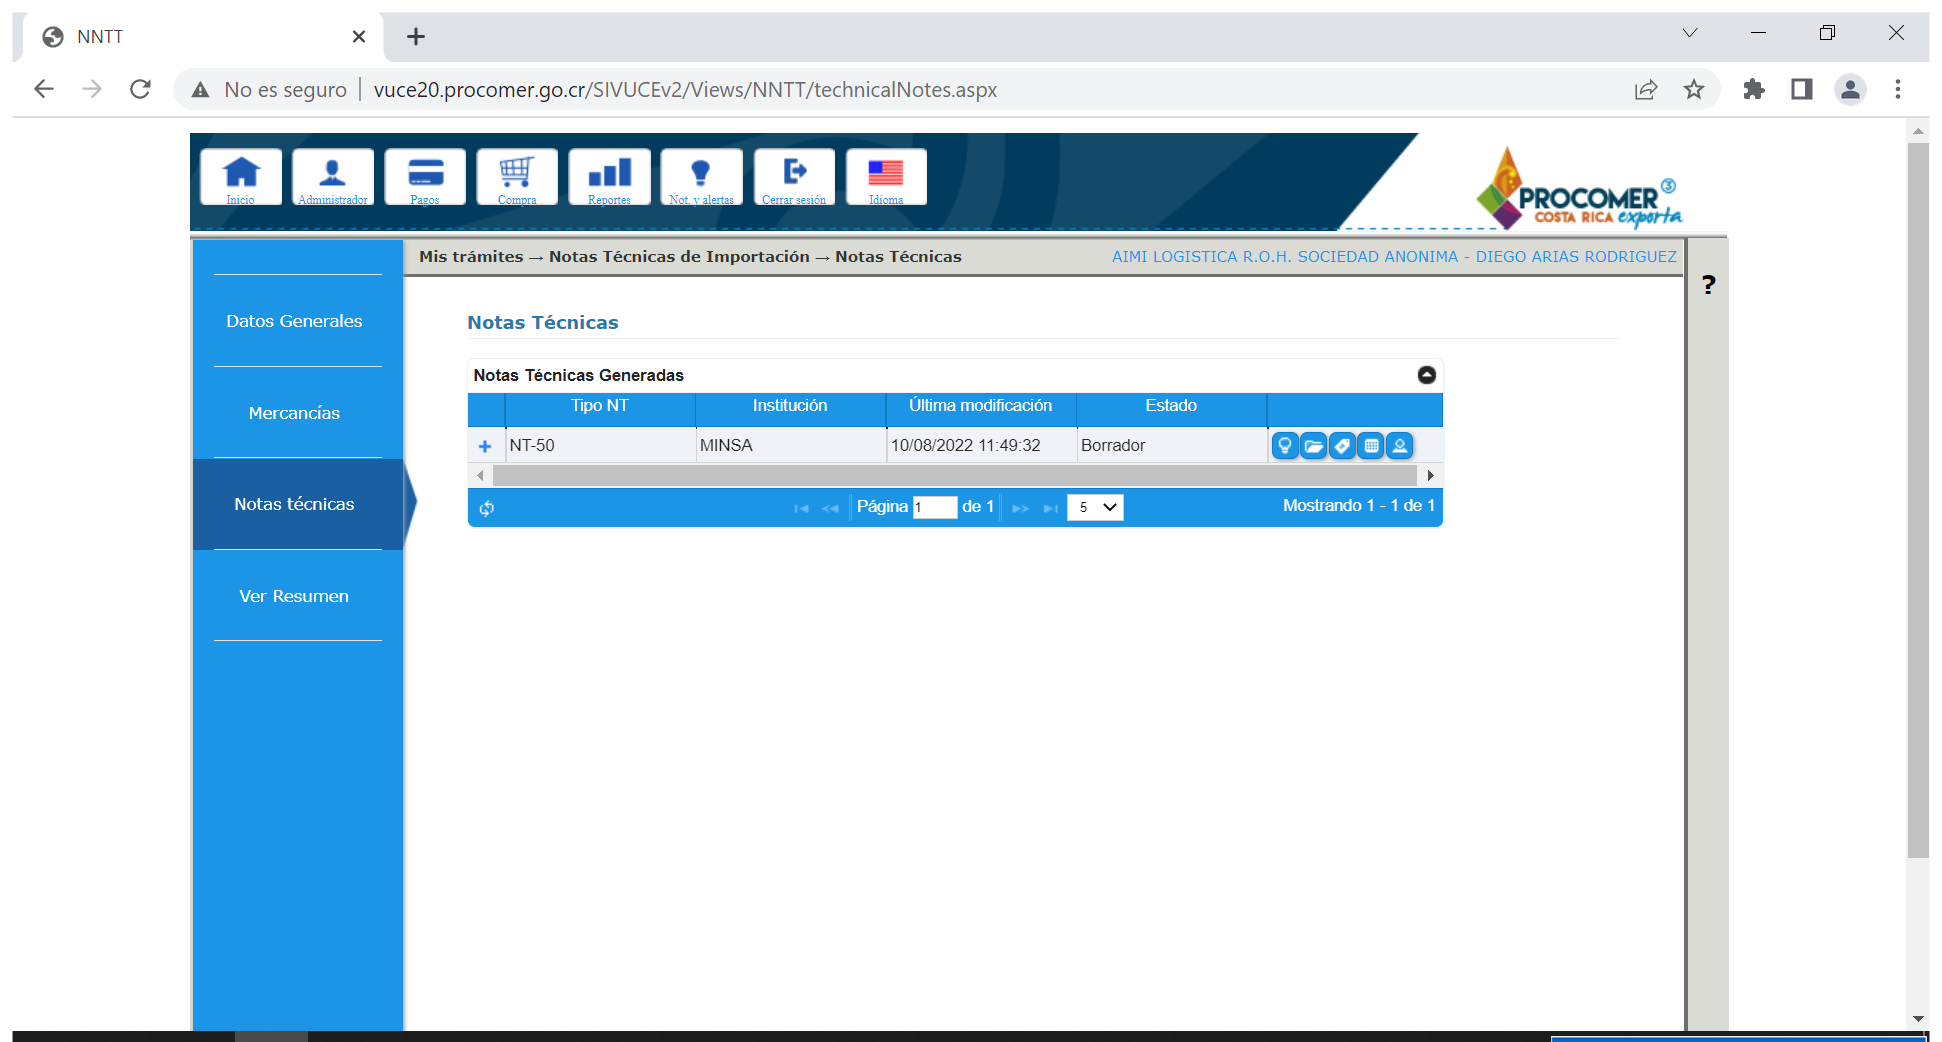 NNTT
No es seguro | vuce20.procomer.go.cr/SIVUCEv2/Views/NNTT/technicalNotes.aspx
Inicio Administrador Pagos Compra Reportes Not. y alertas Cerrar sesión Idioma
PROCOMER 3
COSTA RICA exporta
Mis trámites → Notas Técnicas de Importación → Notas Técnicas AIMI LOGISTICA R.O.H. SOCIEDAD ANONIMA - DIEGO ARIAS RODRIGUEZ
?
Datos Generales
Mercancías
Notas técnicas
Ver Resumen
Notas Técnicas
Notas Técnicas Generadas
Tipo NT Institución Última modificación Estado
NT-50 MINSA 10/08/2022 11:49:32 Borrador
Página 1 de 1 5 Mostrando 1 - 1 de 1